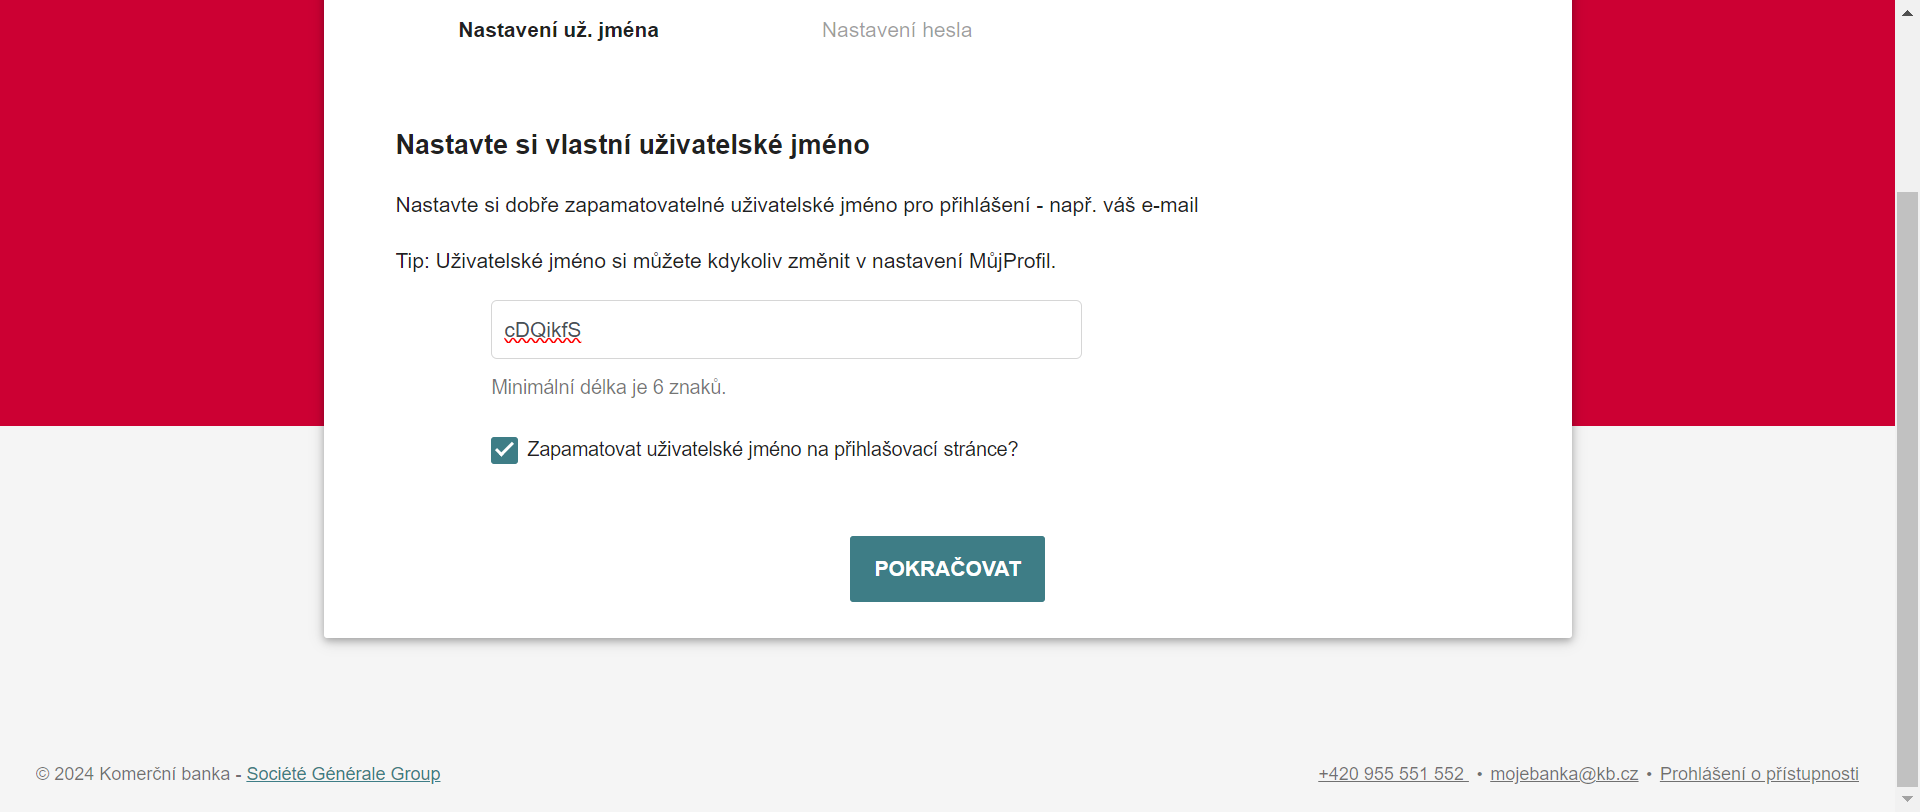 Nastavení už. jména
Nastavení hesla
Nastavte si vlastní uživatelské jméno
Nastavte si dobře zapamatovatelné uživatelské jméno pro přihlášení - např. váš e-mail
Tip: Uživatelské jméno si můžete kdykoliv změnit v nastavení MůjProfil.
cDQikfS
Minimální délka je 6 znaků.
Zapamatovat uživatelské jméno na přihlašovací stránce?
POKRAČOVAT
© 2024 Komerční banka - Société Générale Group
+420 955 551 552 • mojebanka@kb.cz • Prohlášení o přístupnosti